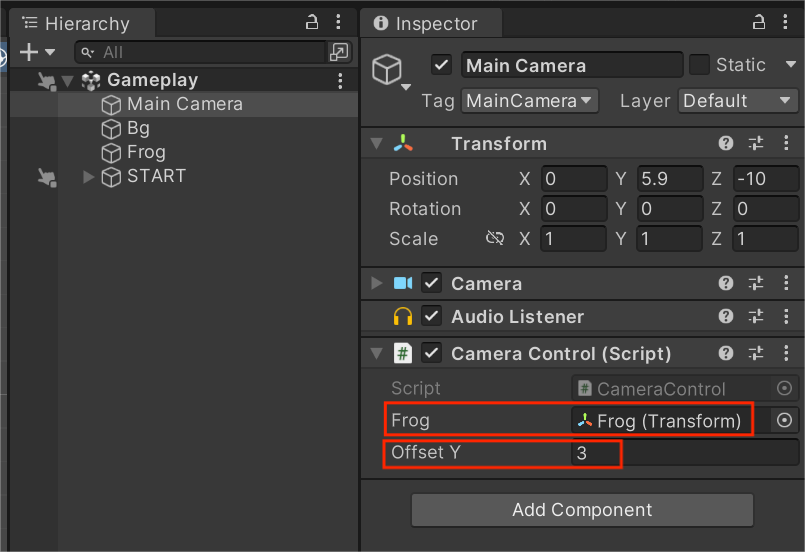 Hierarchy
All
Gameplay
Main Camera
Bg
Frog
START
Inspector
Main Camera Static
Tag MainCamera Layer Default
Transform
Position X 0 Y 5.9 Z -10
Rotation X 0 Y 0 Z 0
Scale X 1 Y 1 Z 1
Camera
Audio Listener
# Camera Control (Script)
Script # CameraControl
Frog Frog (Transform)
Offset Y 3
Add Component